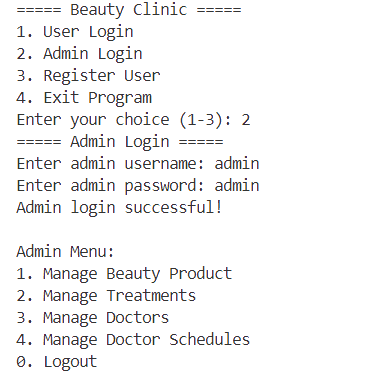 ===== Beauty Clinic =====
1. User Login
2. Admin Login
3. Register User
4. Exit Program
Enter your choice (1-3): 2
===== Admin Login =====
Enter admin username: admin
Enter admin password: admin
Admin login successful!
Admin Menu:
1. Manage Beauty Product
2. Manage Treatments
3. Manage Doctors
4. Manage Doctor Schedules
0. Logout